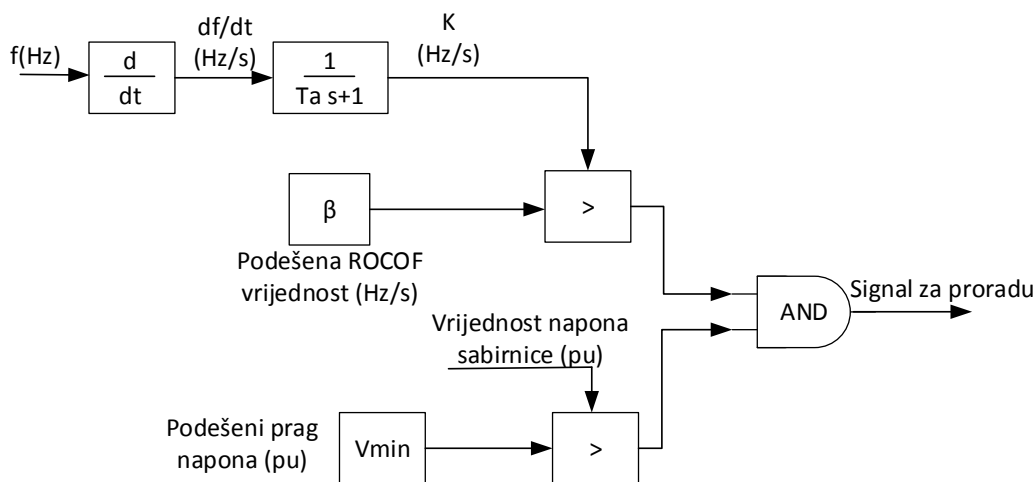 f(Hz)
d
dt
df/dt
(Hz/s)
1
Ta s+1
K
(Hz/s)
β
>
Podešena ROCOF
vrijednost (Hz/s)
AND
Signal za proradu
Vrijednost napona
sabirnice (pu)
Podešeni prag
napona (pu)
Vmin
>